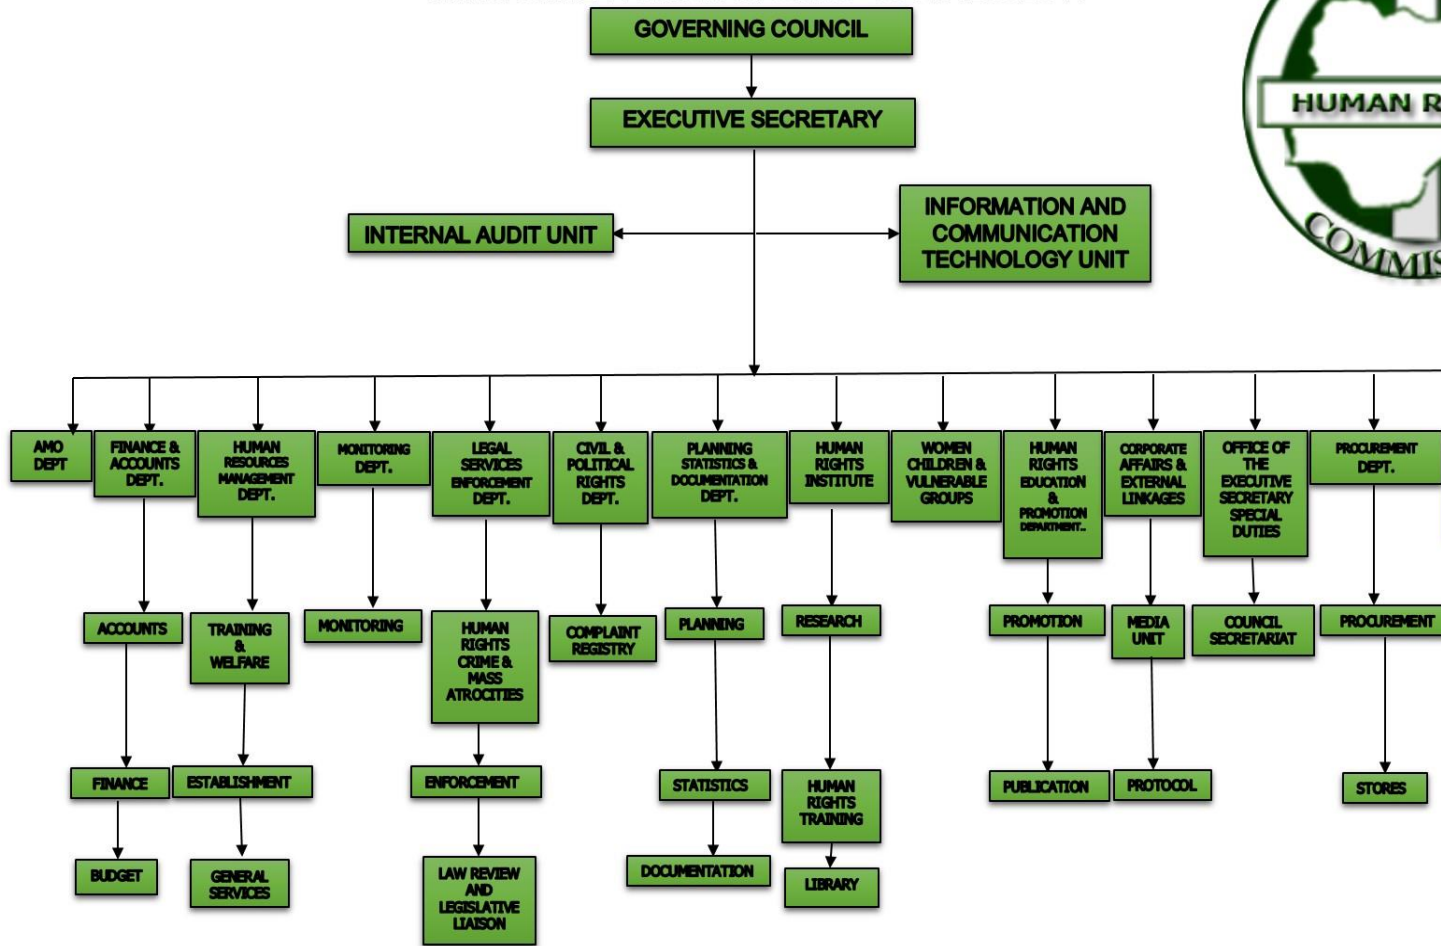 GOVERNING COUNCIL
EXECUTIVE SECRETARY
INTERNAL AUDIT UNIT
INFORMATION AND
COMMUNICATION
TECHNOLOGY UNIT
HUMAN R
COMMIS
AMO
DEPT
FINANCE &
ACCOUNTS
DEPT.
HUMAN
RESOURCES
MANAGEMENT
DEPT.
MONITORING
DEPT.
LEGAL
SERVICES
ENFORCEMENT
DEPT.
CIVIL &
POLITICAL
RIGHTS
DEPT.
PLANNING
STATISTICS &
DOCUMENTATION
DEPT.
HUMAN
RIGHTS
INSTITUTE
WOMEN
CHILDREN &
VULNERABLE
GROUPS
HUMAN
RIGHTS
EDUCATION
&
PROMOTION
DEPARTMENT..
CORPORATE
AFFAIRS &
EXTERNAL
LINKAGES
OFFICE OF
THE
EXECUTIVE
SECRETARY
SPECIAL
DUTIES
PROCUREMENT
DEPT.
ACCOUNTS
TRAINING
&
WELFARE
MONITORING
HUMAN
RIGHTS
CRIME &
MASS
ATROCITIES
COMPLAINT
REGISTRY
PLANNING
RESEARCH
PROMOTION
MEDIA
UNIT
COUNCIL
SECRETARIAT
PROCUREMENT
FINANCE
ESTABLISHMENT
ENFORCEMENT
STATISTICS
HUMAN
RIGHTS
TRAINING
PUBLICATION
PROTOCOL
STORES
BUDGET
GENERAL
SERVICES
LAW REVIEW
AND
LEGISLATIVE
LIAISON
DOCUMENTATION
LIBRARY